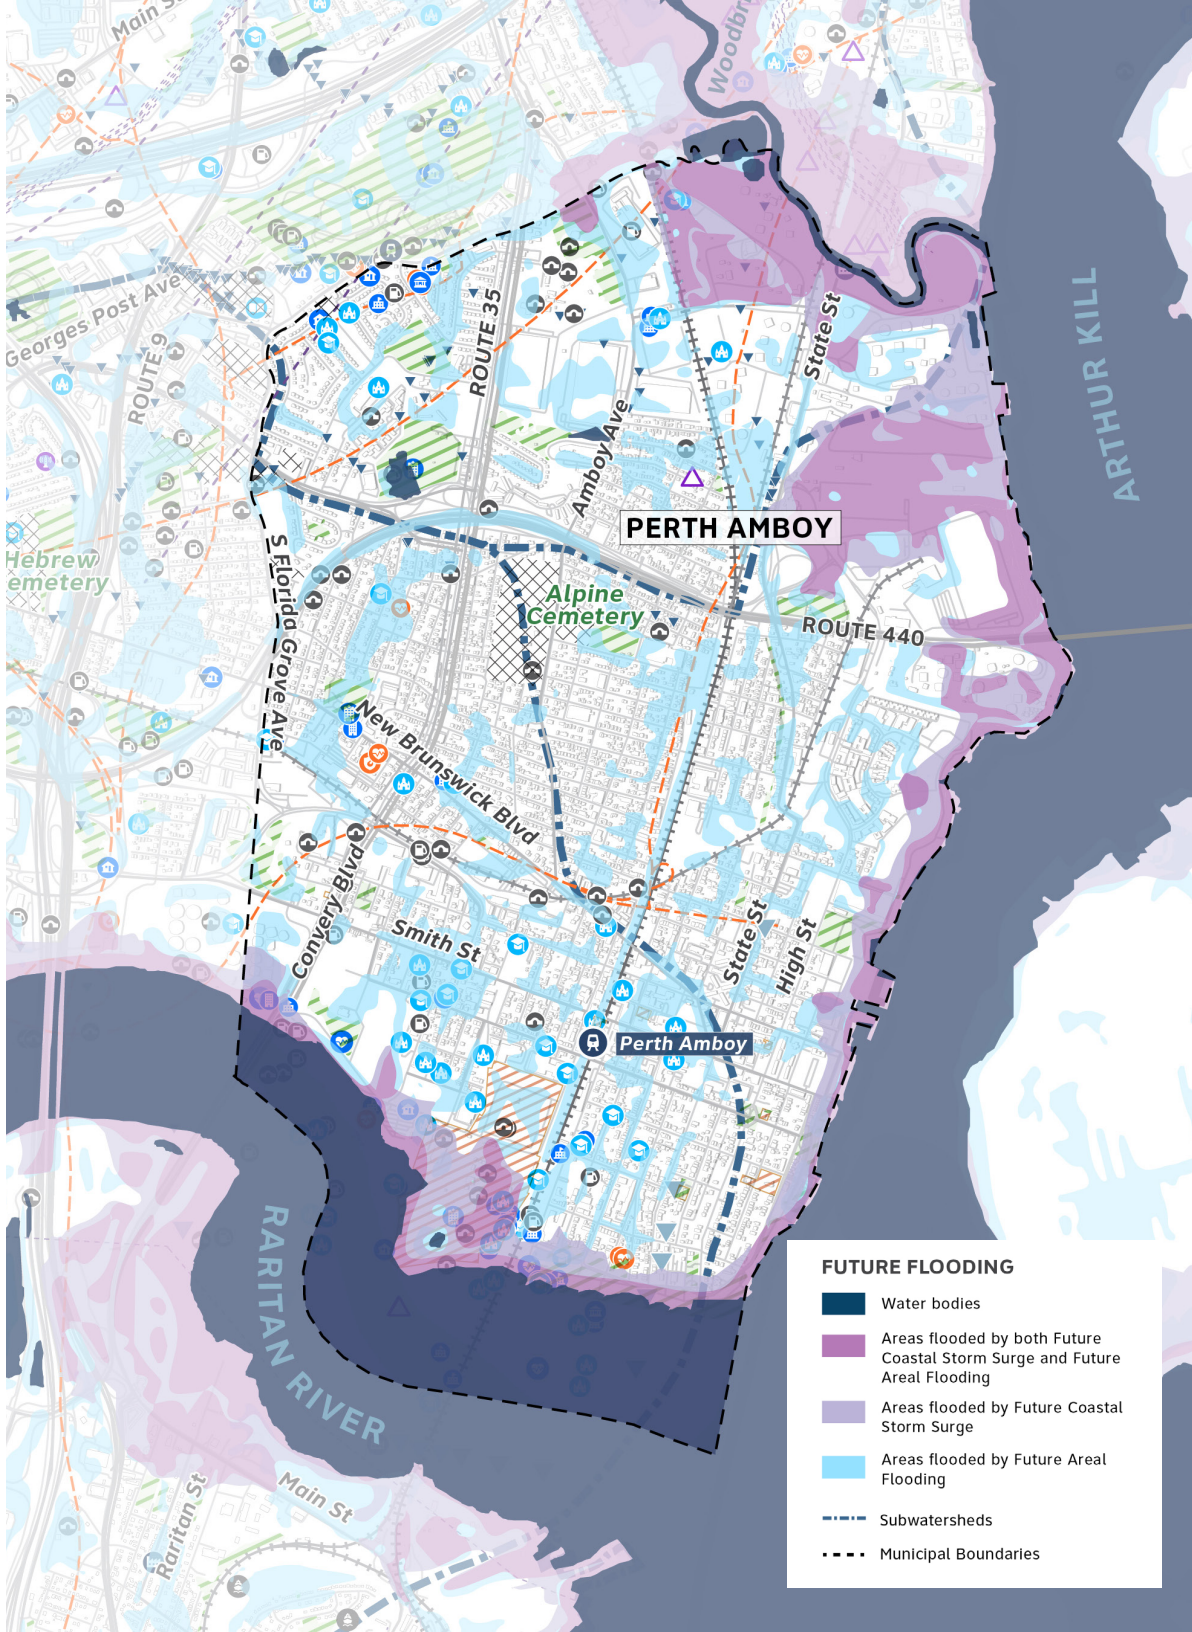 Main St
Woodbr
Georges Post Ave
ROUTE 9
ROUTE 35
State St
ARTHUR KILL
Amboy Ave
PERTH AMBOY
Hebrew
emetery
S Florida Grove Ave
Alpine
Cemetery
ROUTE 440
New Brunswick Blvd
Convery Blvd
Smith St
State St
High St
Perth Amboy
RARITAN RIVER
Raritan St
Main St
FUTURE FLOODING
Water bodies
Areas flooded by both Future
Coastal Storm Surge and Future
Areal Flooding
Areas flooded by Future Coastal
Storm Surge
Areas flooded by Future Areal
Flooding
Subwatersheds
Municipal Boundaries